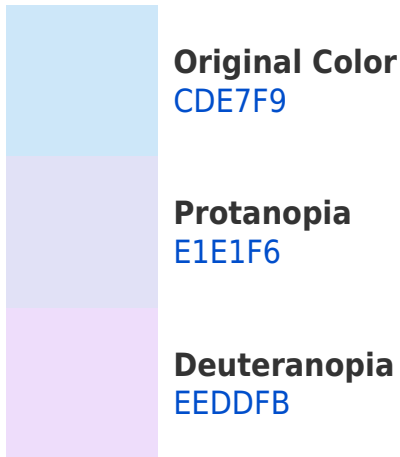 Original Color
CDE7F9
Protanopia
E1E1F6
Deuteranopia
EEDDFB